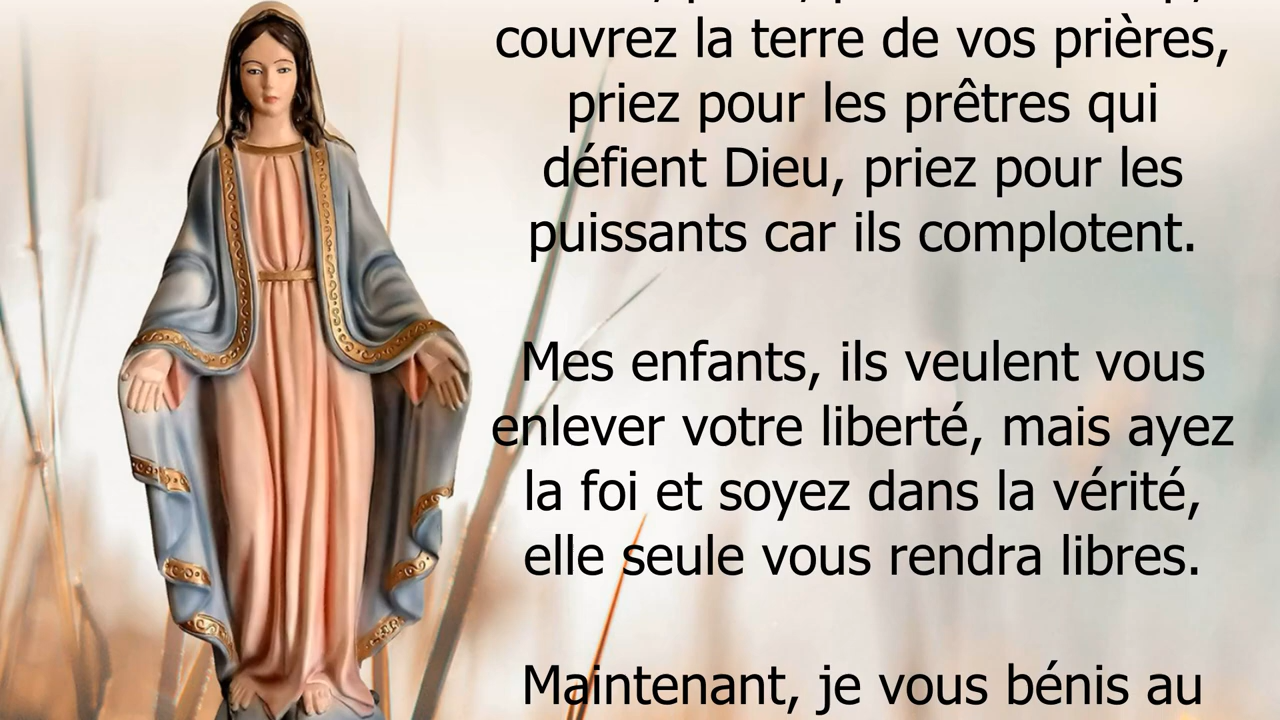 couvrez la terre de vos prières,
priez pour les prêtres qui
défient Dieu, priez pour les
puissants car ils complotent.
Mes enfants, ils veulent vous
enlever votre liberté, mais ayez
la foi et soyez dans la vérité,
elle seule vous rendra libres.
Maintenant, je vous bénis au